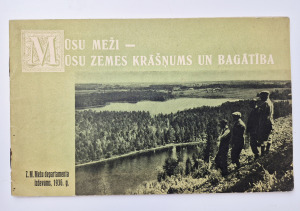 MŪSU MEŽI —
MŪSU ZEMES KRĀŠNUMS UN BAGĀTĪBA
Z. M. Meža departamenta
izdevums, 1936. g.